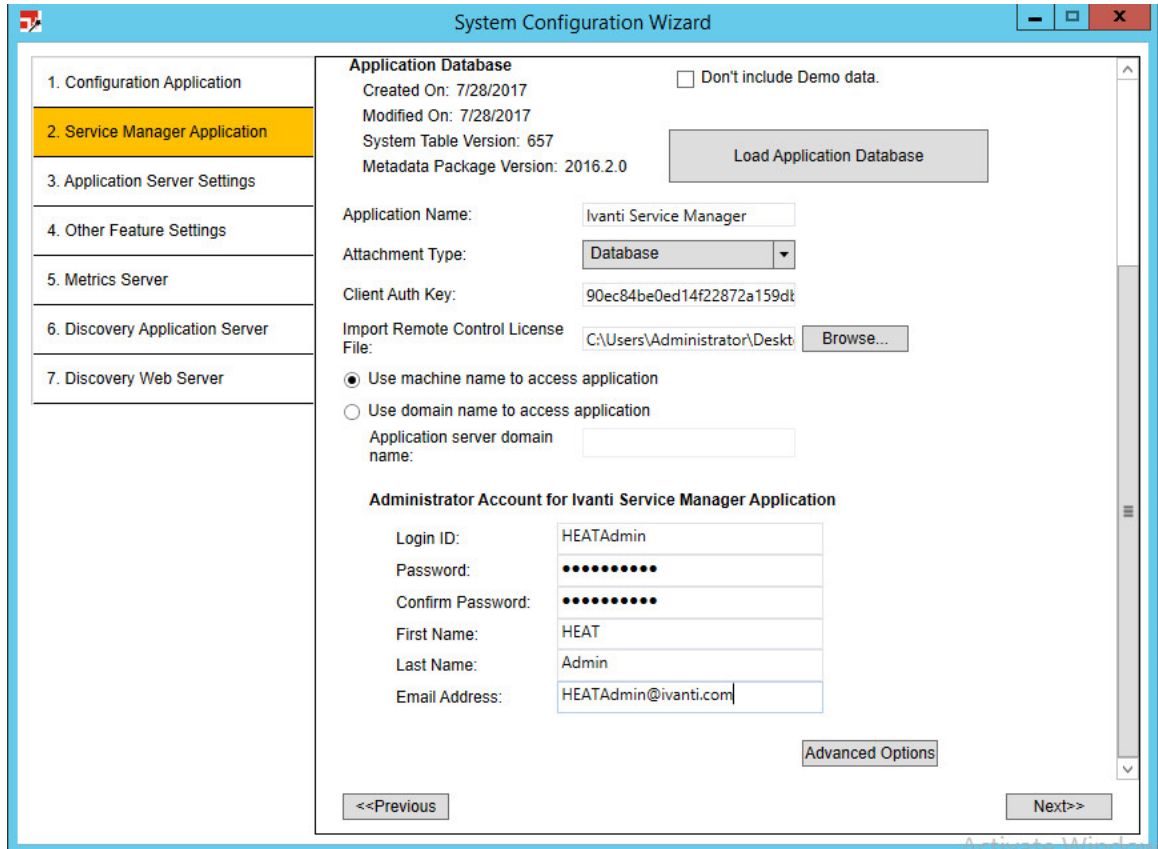 System Configuration Wizard
1. Configuration Application
2. Service Manager Application
3. Application Server Settings
4. Other Feature Settings
5. Metrics Server
6. Discovery Application Server
7. Discovery Web Server
Application Database
Created On: 7/28/2017
Modified On: 7/28/2017
System Table Version: 657
Metadata Package Version: 2016.2.0
Don't include Demo data.
Load Application Database
Application Name: Ivanti Service Manager
Attachment Type: Database
Client Auth Key: 90ec84be0ed14f22872a159db
Import Remote Control License
File: C:\Users\Administrator\Deskt Browse...
Use machine name to access application
Use domain name to access application
Application server domain
name:
Administrator Account for Ivanti Service Manager Application
Login ID: HEATAdmin
Password: ●●●●●●●●●●
Confirm Password: ●●●●●●●●●●
First Name: HEAT
Last Name: Admin
Email Address: HEATAdmin@ivanti.com
Advanced Options
<<Previous
Next>>